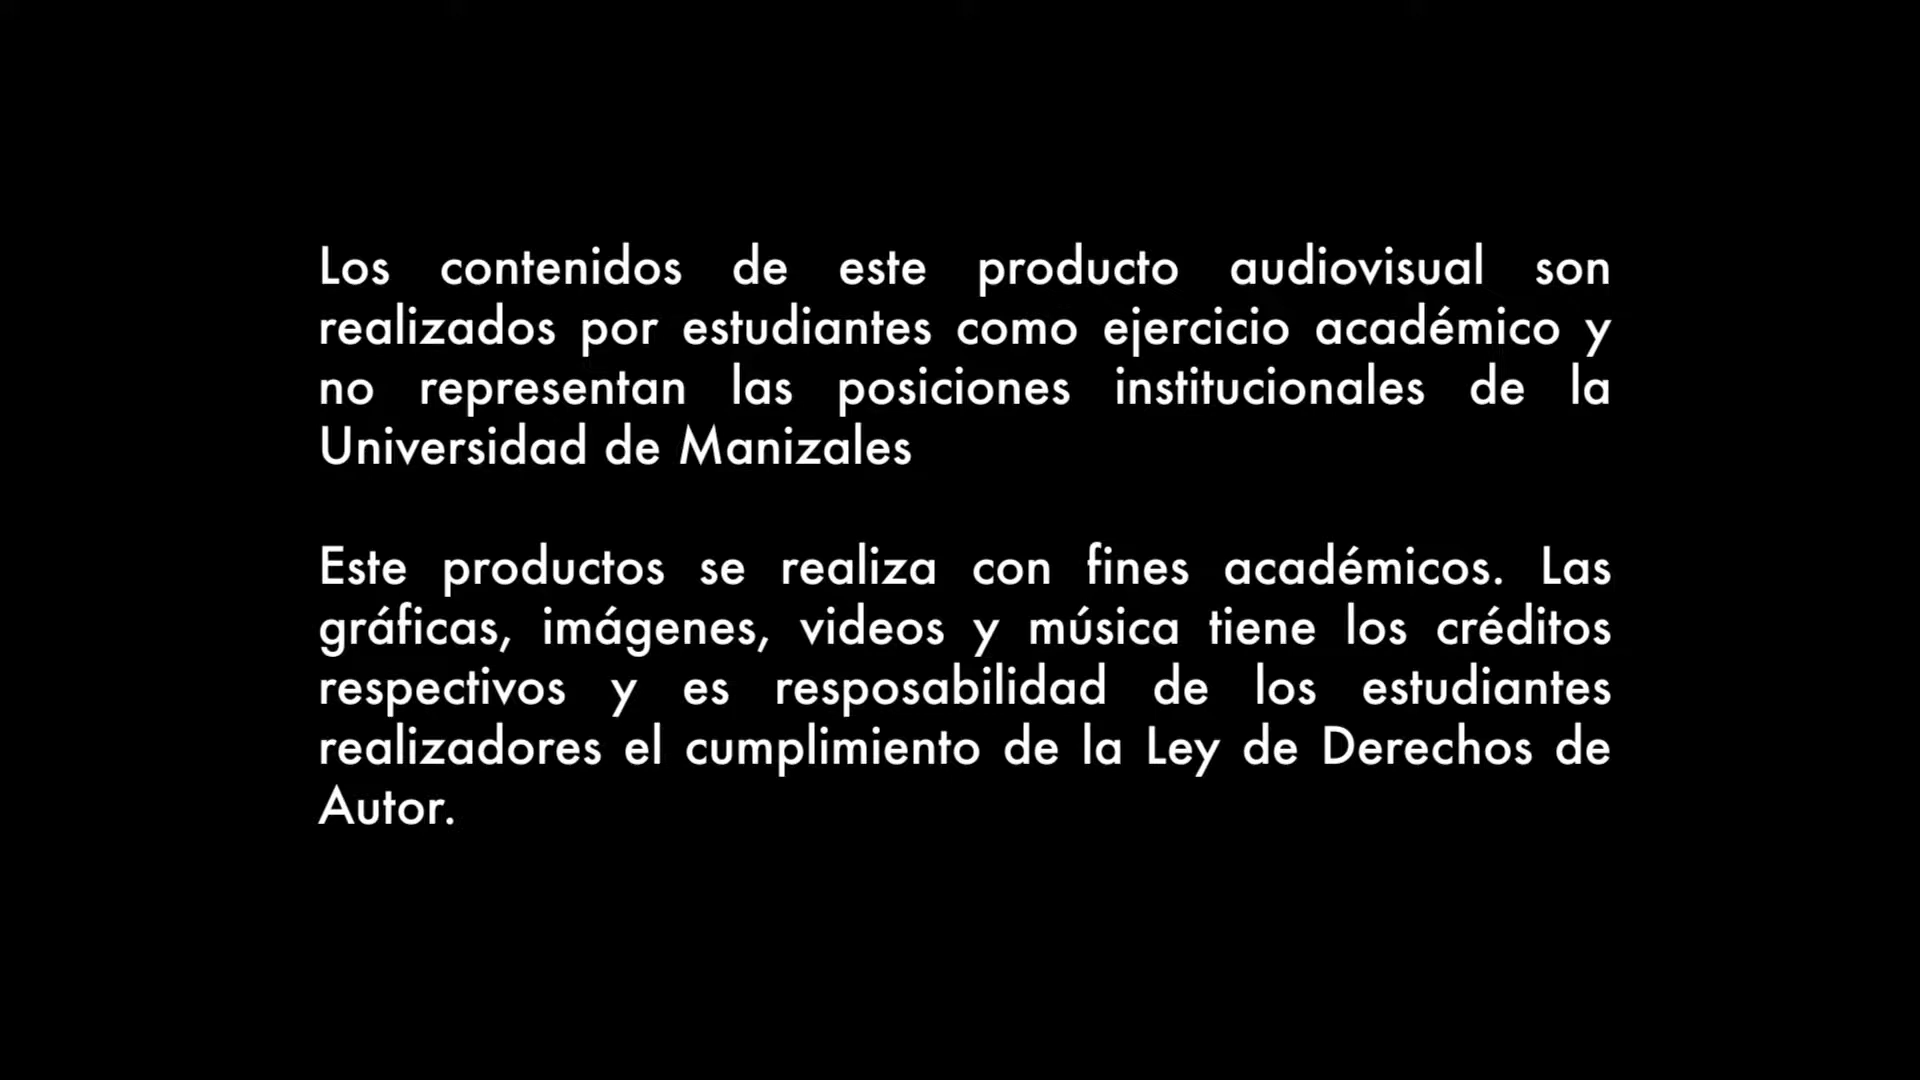 Los contenidos de este producto audiovisual son
realizados por estudiantes como ejercicio académico y
no representan las posiciones institucionales de la
Universidad de Manizales
Este productos se realiza con fines académicos. Las
gráficas, imágenes, videos y música tiene los créditos
respectivos y es resposabilidad de los estudiantes
realizadores el cumplimiento de la Ley de Derechos de
Autor.